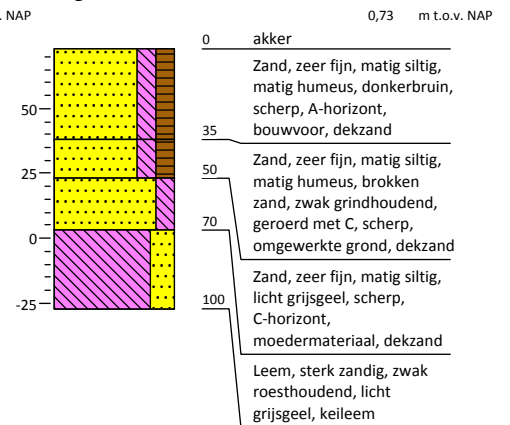 . NAP
0,73 m t.o.v. NAP
0 akker
Zand, zeer fijn, matig siltig,
matig humeus, donkerbruin,
scherp, A-horizont,
bouwvoor, dekzand
50
35
Zand, zeer fijn, matig siltig,
matig humeus, brokken
zand, zwak grindhoudend,
geroerd met C, scherp,
omgewerkte grond, dekzand
25
50
0
70
Zand, zeer fijn, matig siltig,
licht grijsgeel, scherp,
C-horizont,
moedermateriaal, dekzand
-25
100
Leem, sterk zandig, zwak
roesthoudend, licht
grijsgeel, keileem